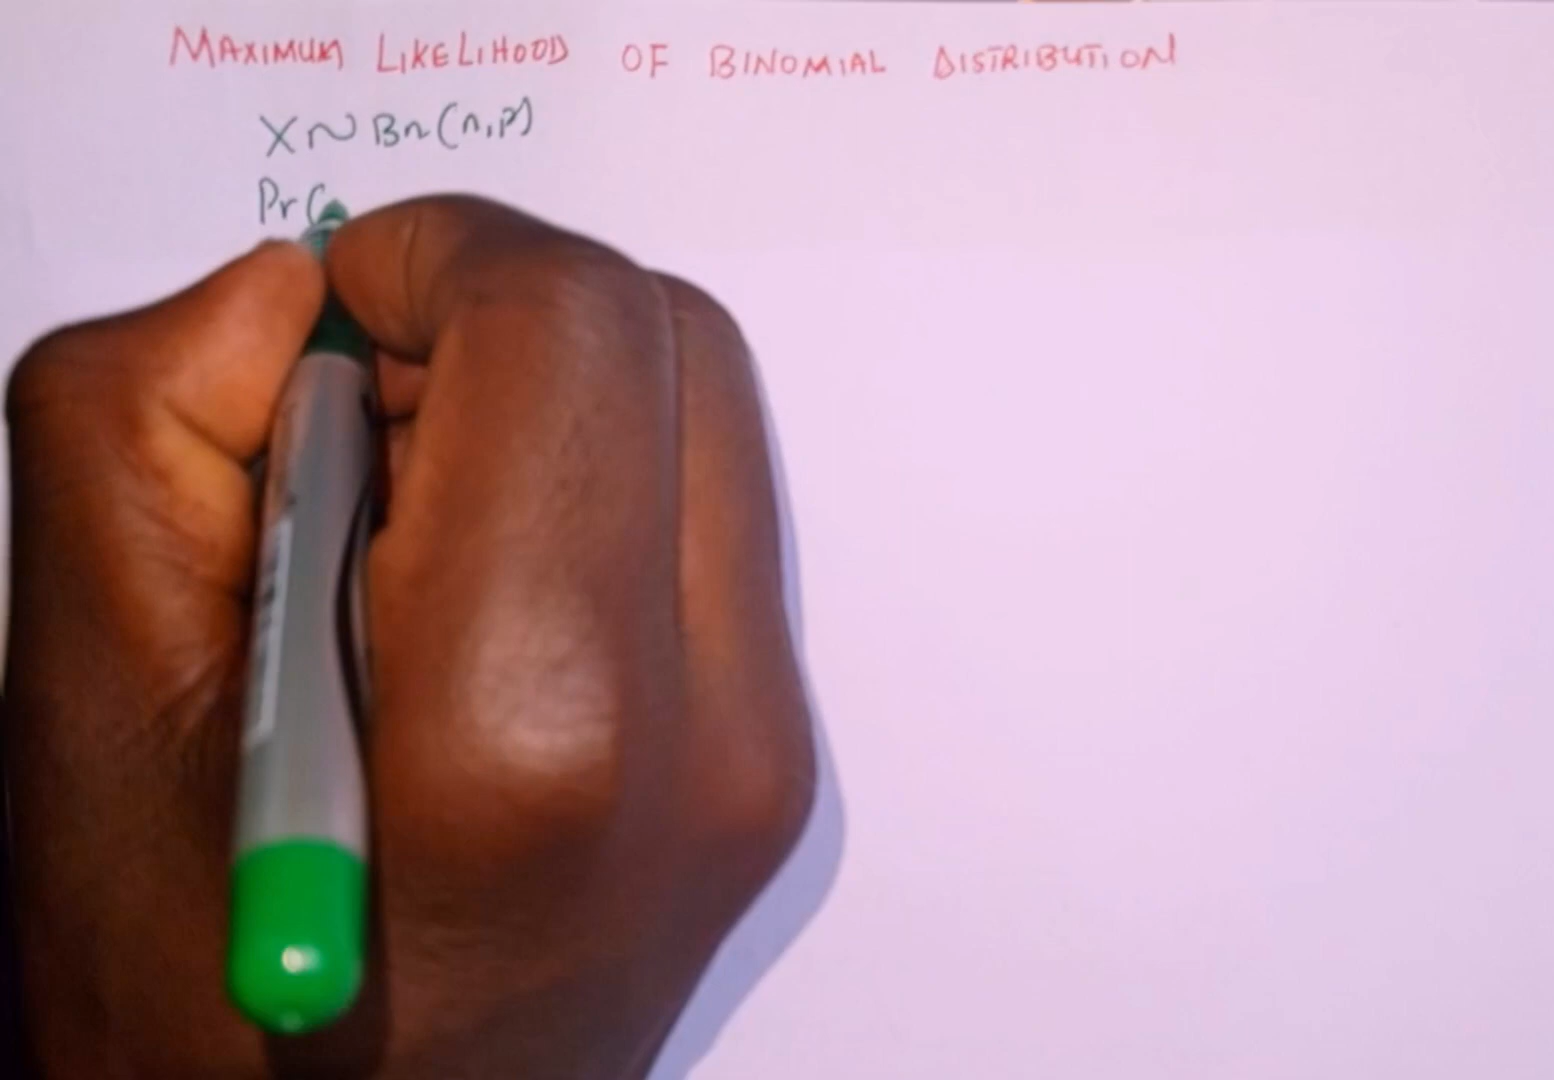 MAXIMUM LIKELIHOOD OF BINOMIAL DISTRIBUTION
X ~ Bn(n,p)
Pr(